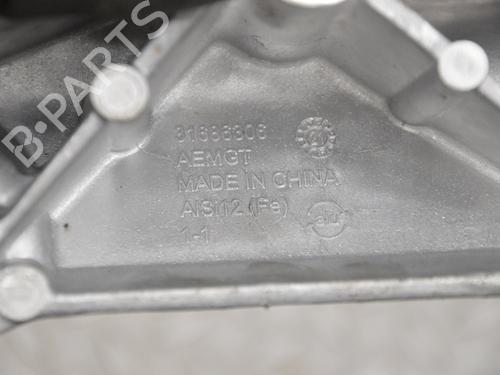 B-PARTS
31686806
AEMGT
MADE IN CHINA
AlSi12(Fe)
1-1